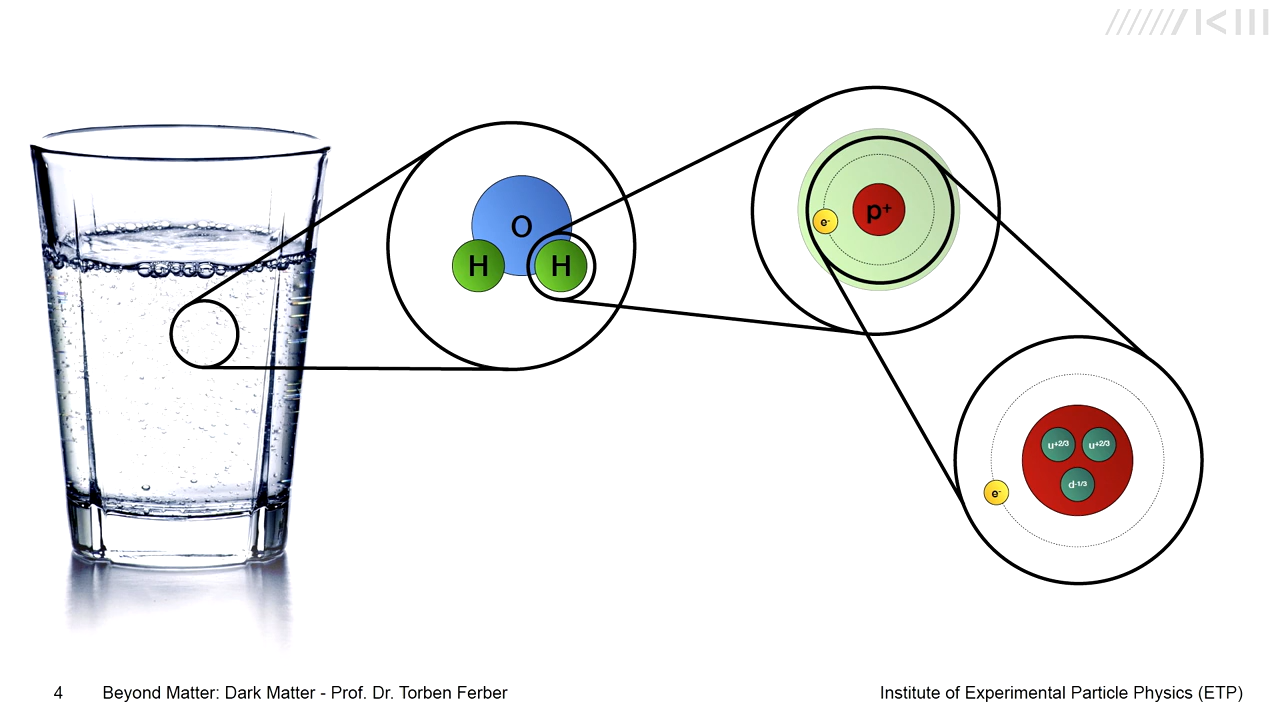 O
H
H
e-
p+
u+2/3
u+2/3
d-1/3
e-
4
Beyond Matter: Dark Matter - Prof. Dr. Torben Ferber
Institute of Experimental Particle Physics (ETP)